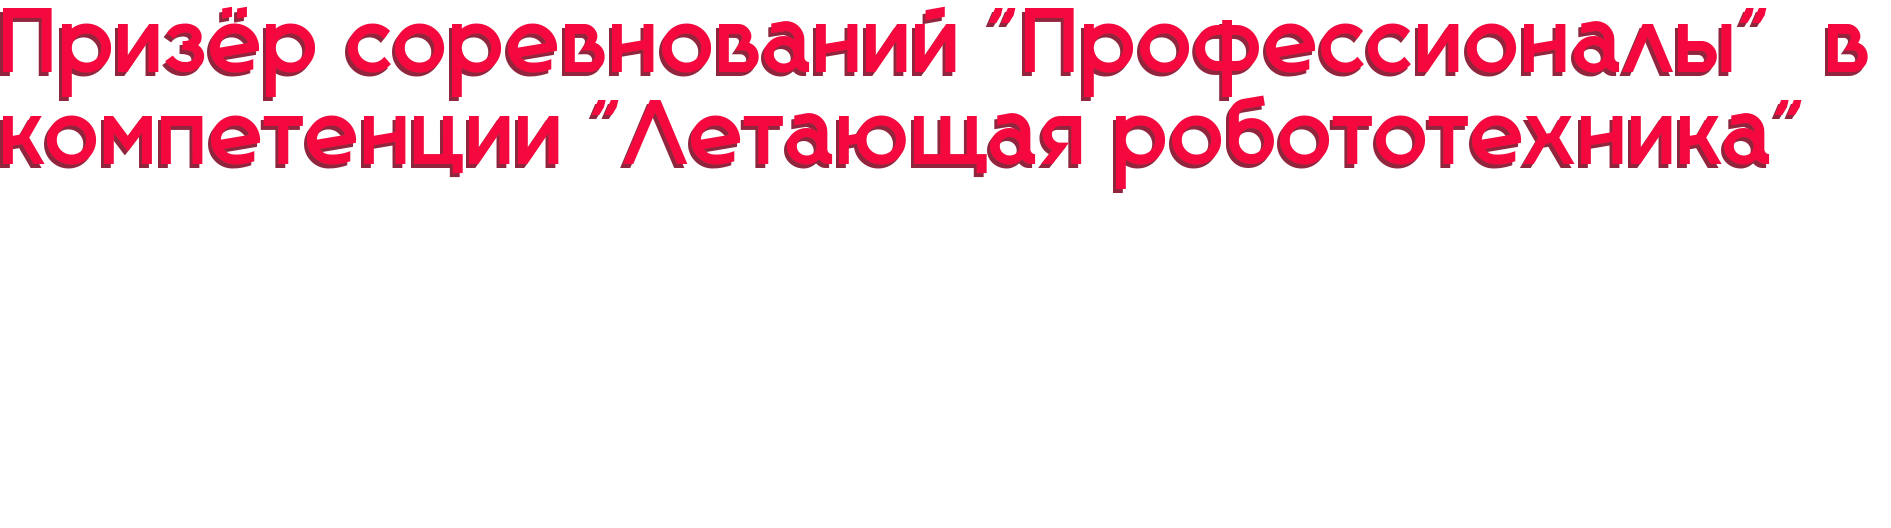 Призёр соревнований "Профессионалы"  в
компетенции "Летающая робототехника"